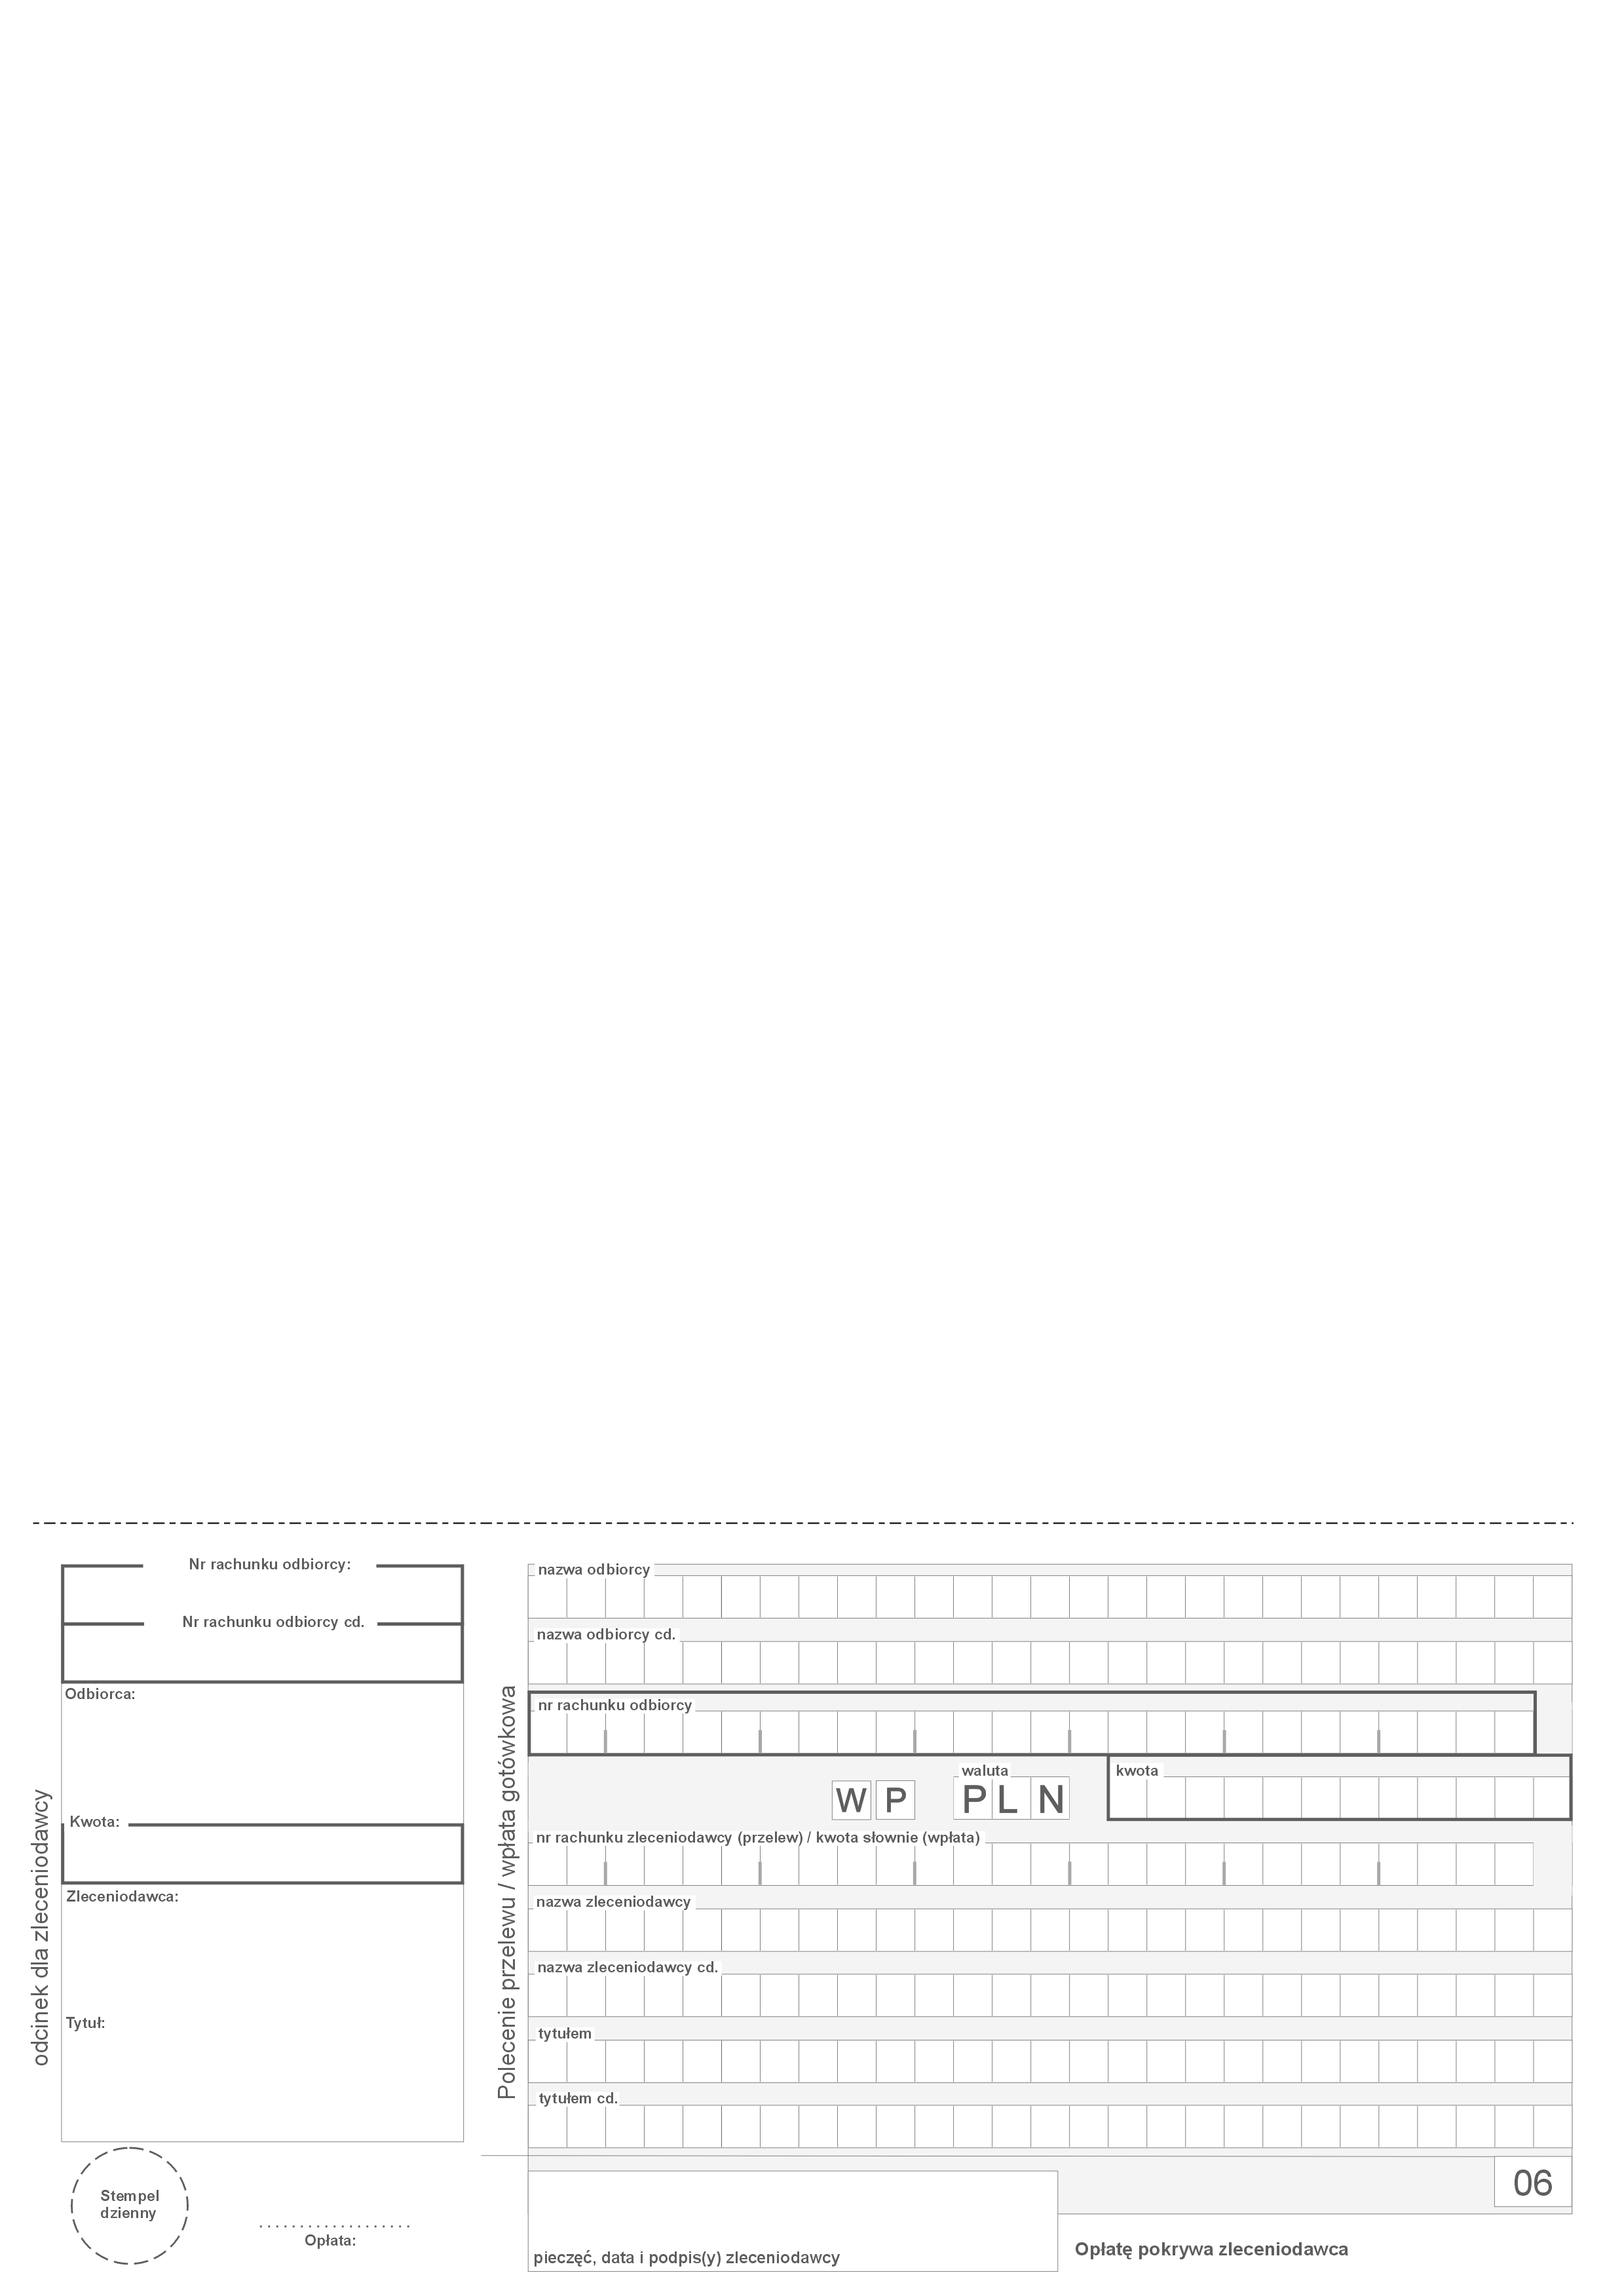 odcinek dla zleceniodawcy
Nr rachunku odbiorcy:
Nr rachunku odbiorcy cd.
Odbiorca:
Kwota:
Zleceniodawca:
Tytuł:
Stempel
dzienny
Opłata:
Polecenie przelewu / wpłata gotówkowa
nazwa odbiorcy
nazwa odbiorcy cd.
nr rachunku odbiorcy
waluta
kwota
W P P L N
nr rachunku zleceniodawcy (przelew) / kwota słownie (wpłata)
nazwa zleceniodawcy
nazwa zleceniodawcy cd.
tytułem
tytułem cd.
06
pieczęć, data i podpis(y) zleceniodawcy
Opłatę pokrywa zleceniodawca